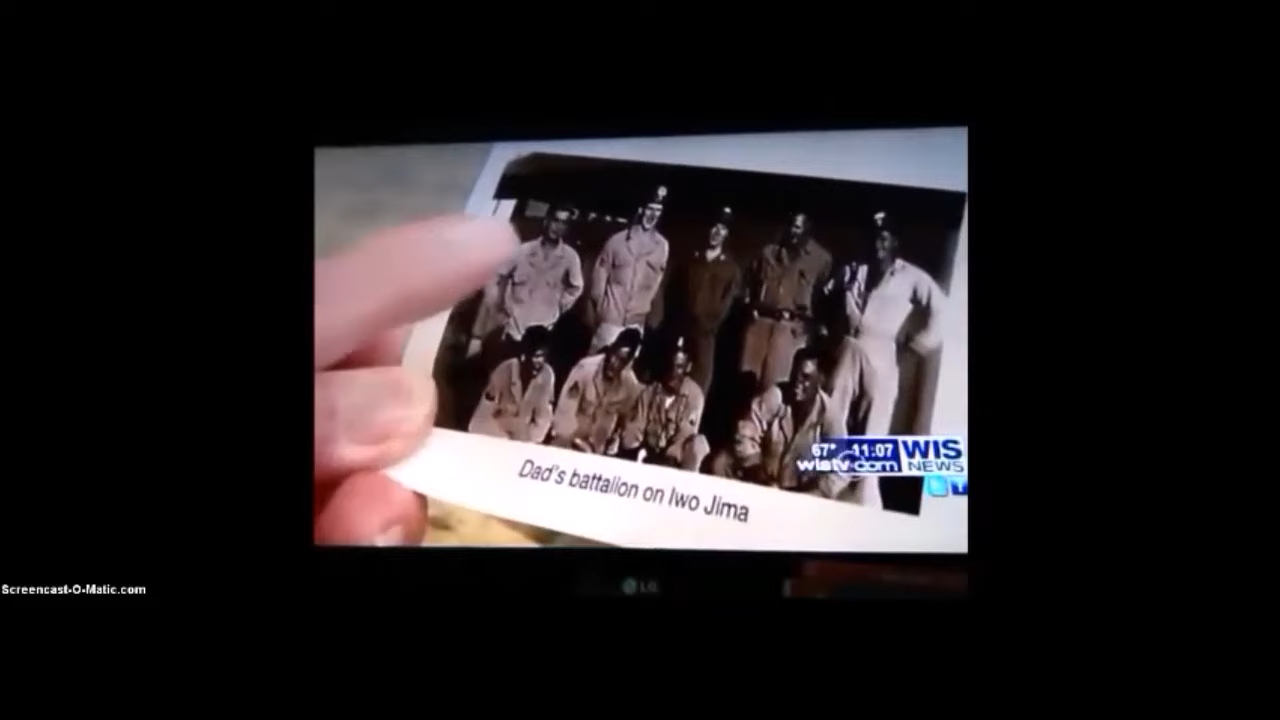 67° 11:07 WIS
wistv.com NEWS
Dad's battalion on Iwo Jima
LG
Screencast-O-Matic.com